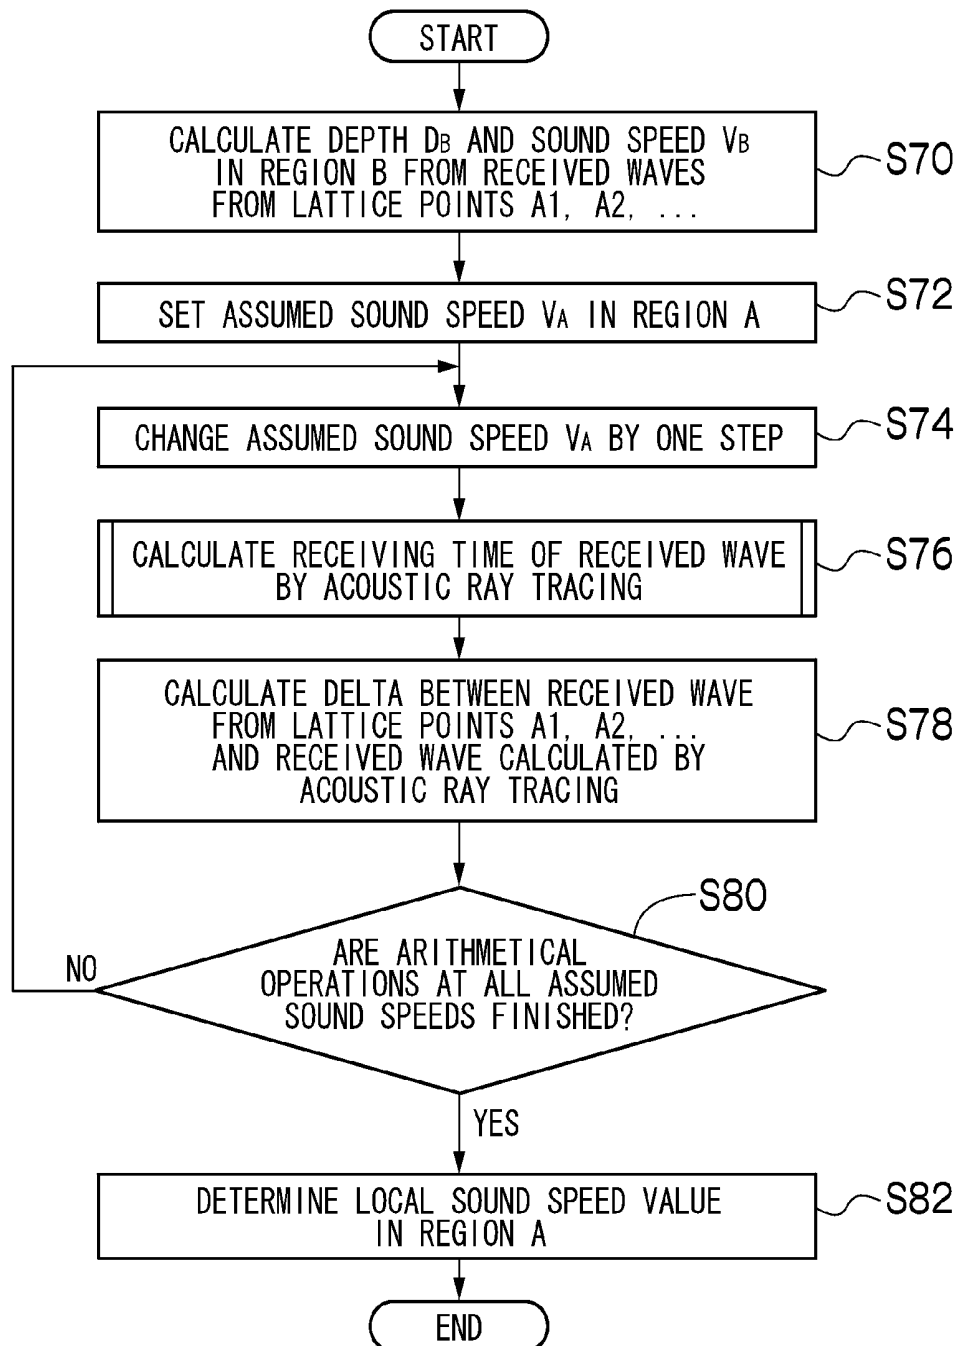 START
CALCULATE DEPTH DB AND SOUND SPEED VB
IN REGION B FROM RECEIVED WAVES
FROM LATTICE POINTS A1, A2, ...
S70
SET ASSUMED SOUND SPEED VA IN REGION A
S72
CHANGE ASSUMED SOUND SPEED VA BY ONE STEP
S74
CALCULATE RECEIVING TIME OF RECEIVED WAVE
BY ACOUSTIC RAY TRACING
S76
CALCULATE DELTA BETWEEN RECEIVED WAVE
FROM LATTICE POINTS A1, A2, ...
AND RECEIVED WAVE CALCULATED BY
ACOUSTIC RAY TRACING
S78
S80
ARE ARITHMETICAL
OPERATIONS AT ALL ASSUMED
SOUND SPEEDS FINISHED?
NO
YES
DETERMINE LOCAL SOUND SPEED VALUE
IN REGION A
S82
END